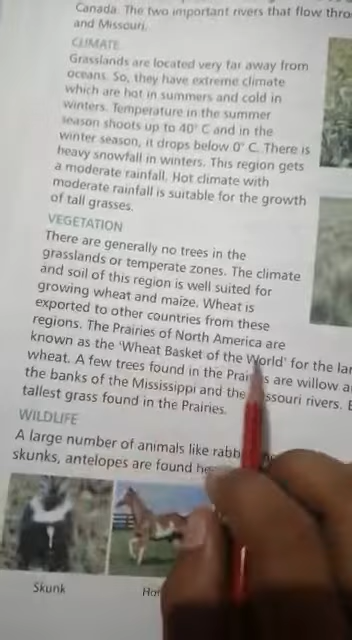 Canada. The two important rivers that flow thro
and Missouri.
CLIMATE
Grasslands are located very far away from
oceans. So, they have extreme climate
which are hot in summers and cold in
winters. Temperature in the summer
season shoots up to 40° C and in the
winter season, it drops below 0° C. There is
heavy snowfall in winters. This region gets
a moderate rainfall. Hot climate with
moderate rainfall is suitable for the growth
of tall grasses.
VEGETATION
There are generally no trees in the
grasslands or temperate zones. The climate
and soil of this region is well suited for
growing wheat and maize. Wheat is
exported to other countries from these
regions. The Prairies of North America are
known as the 'Wheat Basket of the World' for the lar
wheat. A few trees found in the Prai s are willow a
the banks of the Mississippi and the ssouri rivers. B
tallest grass found in the Prairies.
WILDLIFE
A large number of animals like rabb
skunks, antelopes are found he
Skunk
Ho